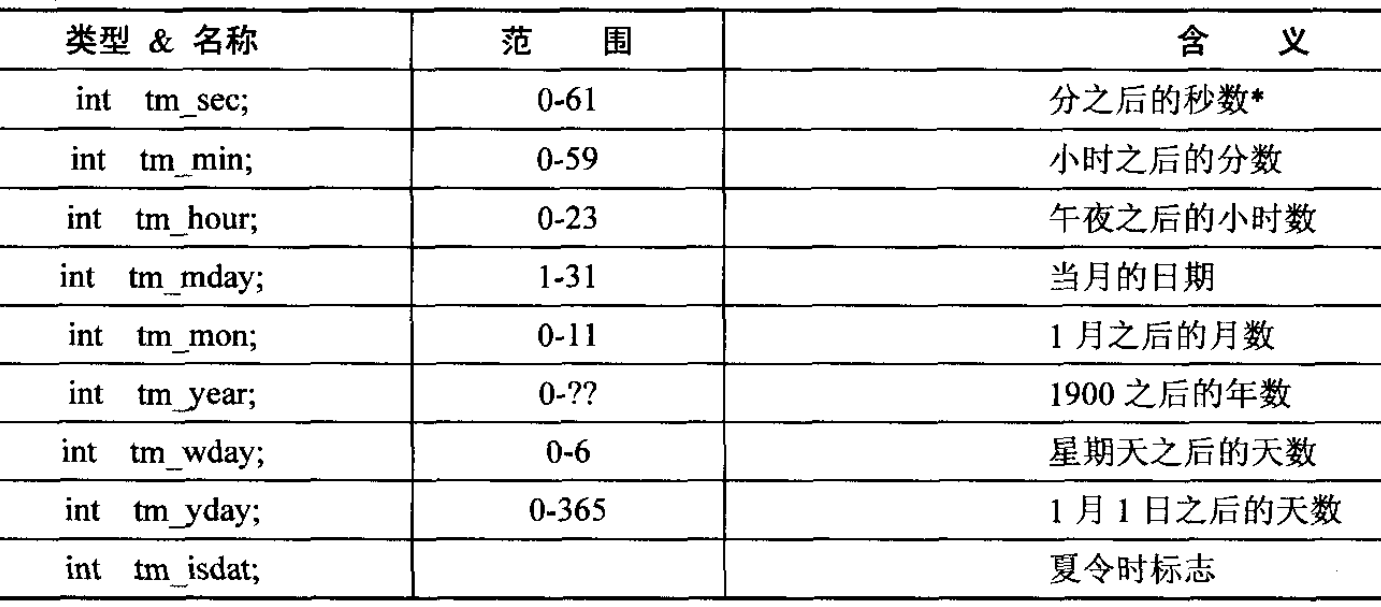 类型 & 名称 范 围 含 义
int tm_sec; 0-61 分之后的秒数*
int tm_min; 0-59 小时之后的分数
int tm_hour; 0-23 午夜之后的小时数
int tm_mday; 1-31 当月的日期
int tm_mon; 0-11 1 月之后的月数
int tm_year; 0-?? 1900 之后的年数
int tm_wday; 0-6 星期天之后的天数
int tm_yday; 0-365 1 月 1 日之后的天数
int tm_isdat; 夏令时标志